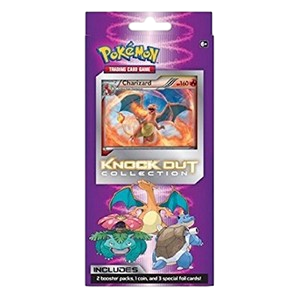 Pokémon
TRADING CARD GAME
6+
Charizard
HP160
KNOCK OUT
COLLECTION
INCLUDES
2 booster packs, 1 coin, and 3 special foil cards!